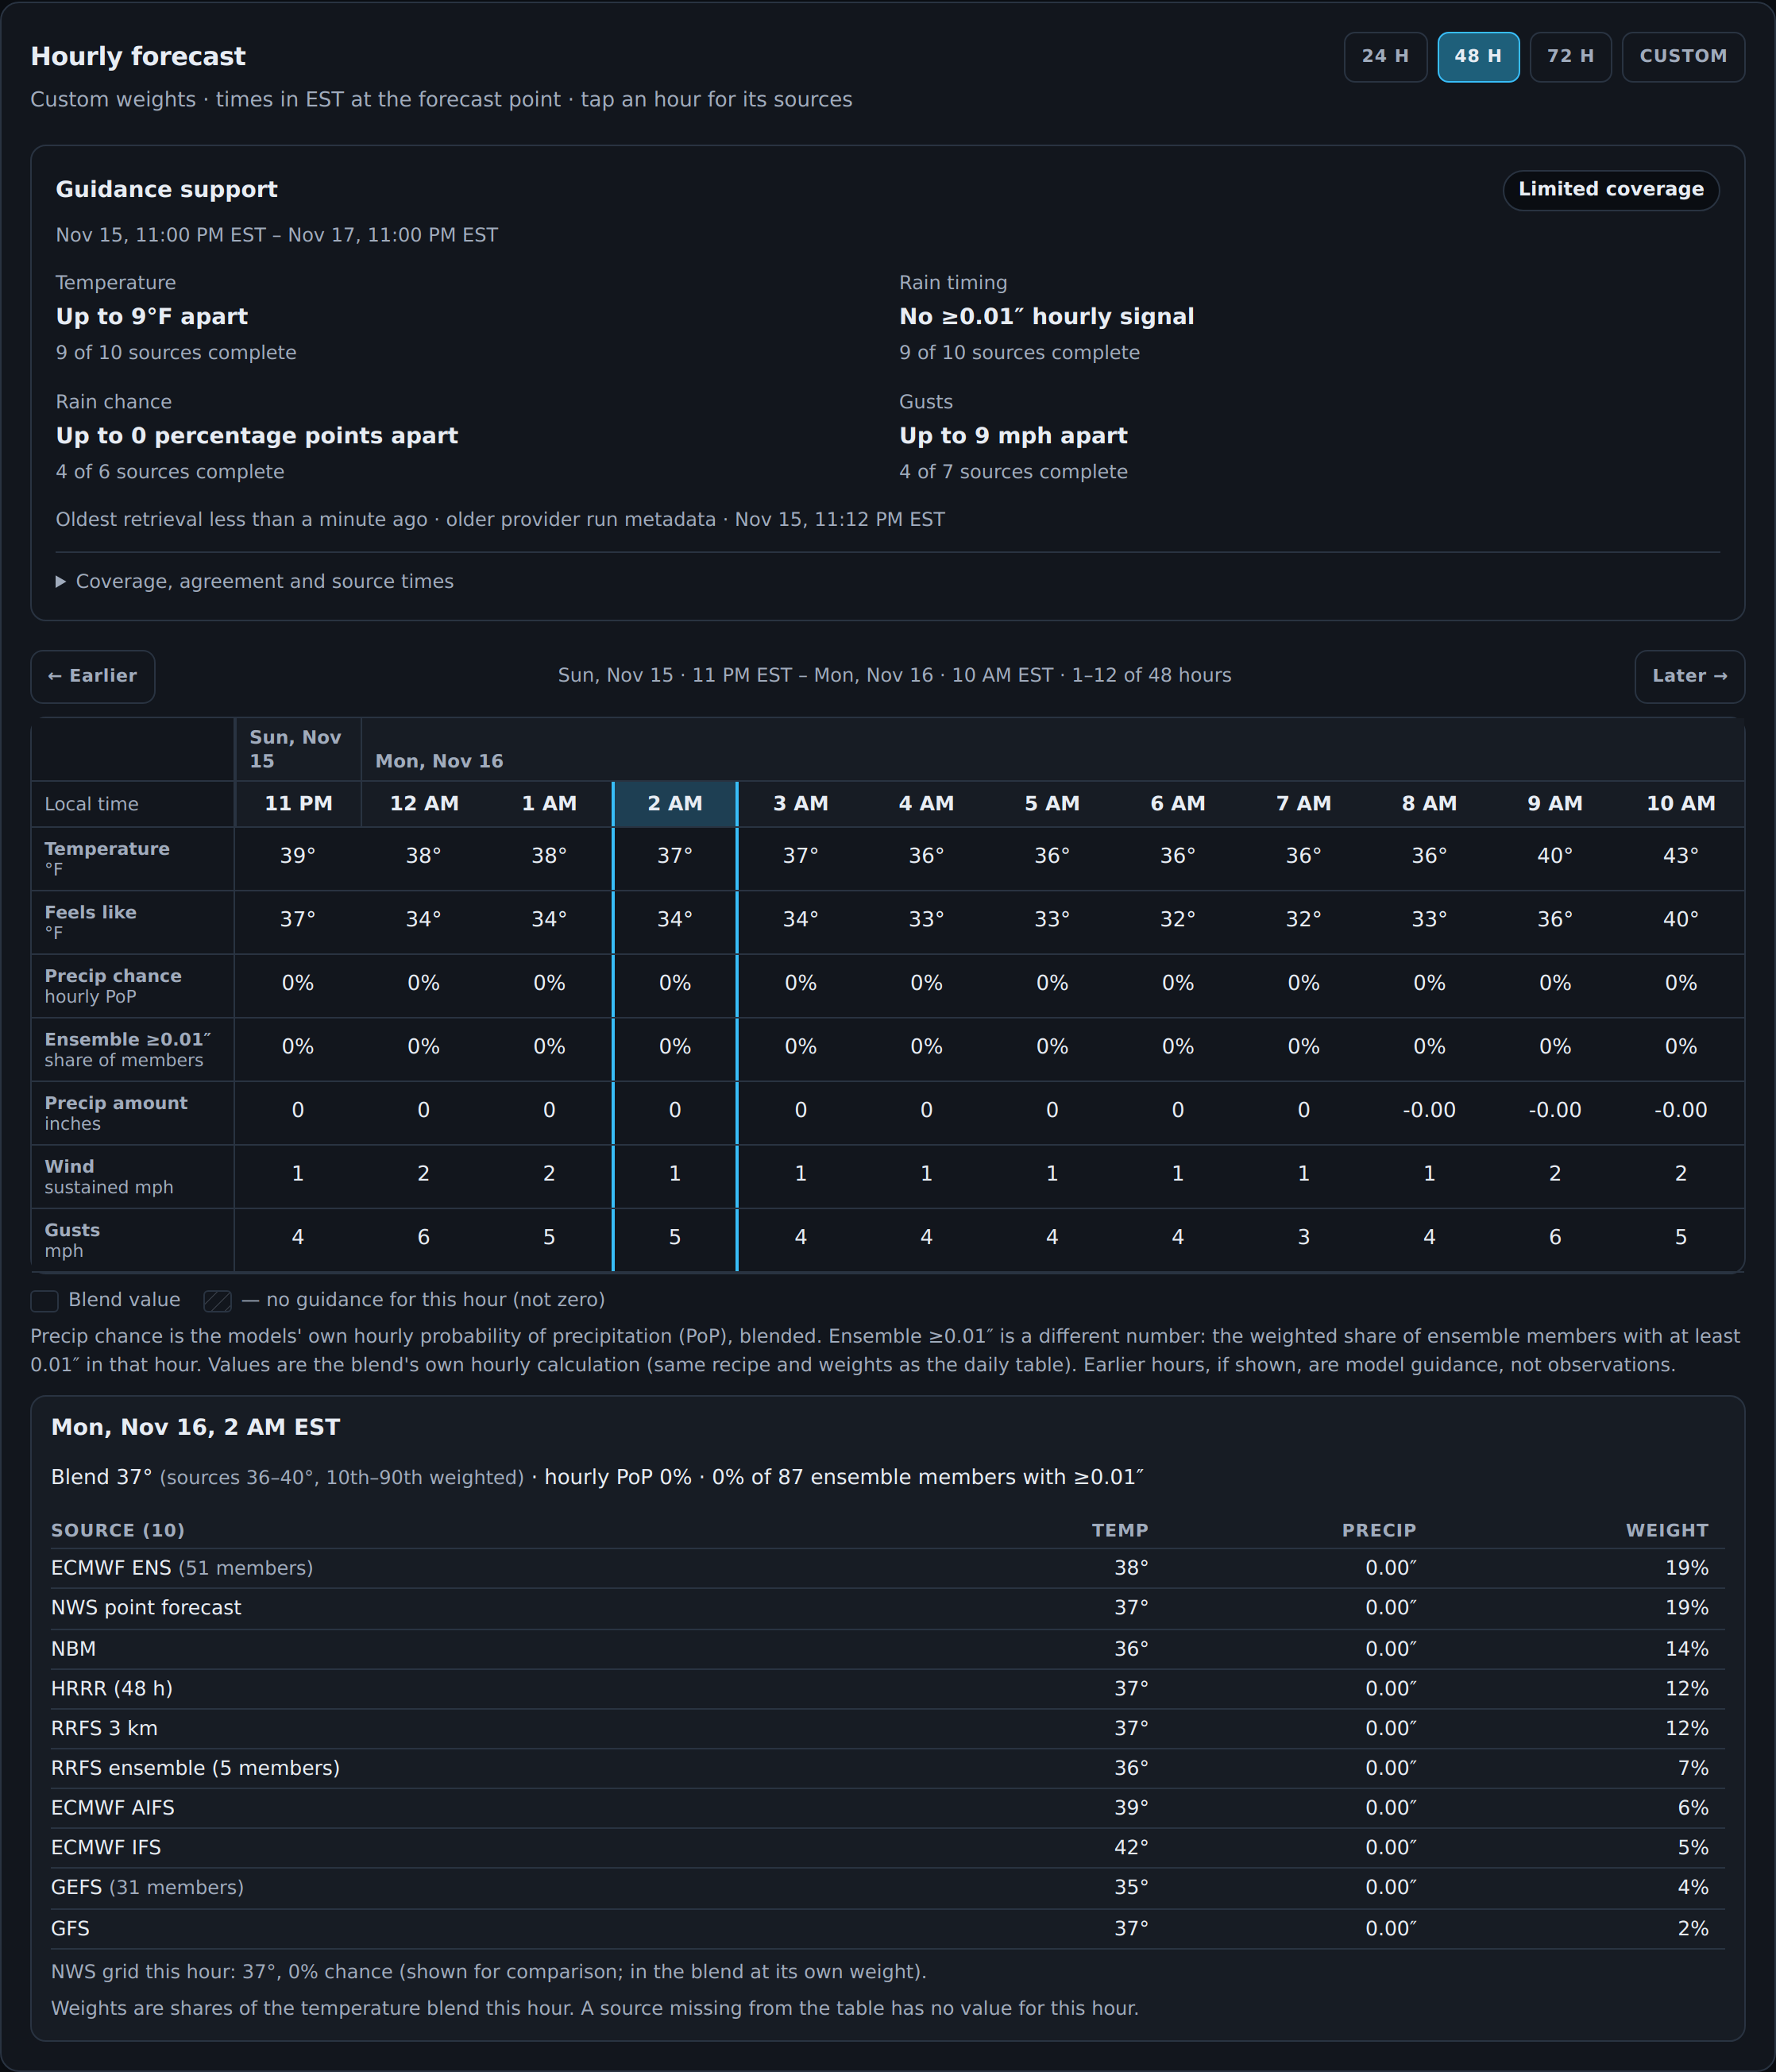 Hourly forecast
24 H
48 H
72 H
CUSTOM
Custom weights · times in EST at the forecast point · tap an hour for its sources
Guidance support
Limited coverage
Nov 15, 11:00 PM EST – Nov 17, 11:00 PM EST
Temperature
Up to 9°F apart
9 of 10 sources complete
Rain timing
No ≥0.01″ hourly signal
9 of 10 sources complete
Rain chance
Up to 0 percentage points apart
4 of 6 sources complete
Gusts
Up to 9 mph apart
4 of 7 sources complete
Oldest retrieval less than a minute ago · older provider run metadata · Nov 15, 11:12 PM EST
▶ Coverage, agreement and source times
← Earlier
Sun, Nov 15 · 11 PM EST – Mon, Nov 16 · 10 AM EST · 1–12 of 48 hours
Later →
Sun, Nov
15
Mon, Nov 16
Local time 11 PM 12 AM 1 AM 2 AM 3 AM 4 AM 5 AM 6 AM 7 AM 8 AM 9 AM 10 AM
Temperature
°F
39° 38° 38° 37° 37° 36° 36° 36° 36° 36° 40° 43°
Feels like
°F
37° 34° 34° 34° 34° 33° 33° 32° 32° 33° 36° 40°
Precip chance
hourly PoP
0% 0% 0% 0% 0% 0% 0% 0% 0% 0% 0% 0%
Ensemble ≥0.01″
share of members
0% 0% 0% 0% 0% 0% 0% 0% 0% 0% 0% 0%
Precip amount
inches
0 0 0 0 0 0 0 0 0 -0.00 -0.00 -0.00
Wind
sustained mph
1 2 2 1 1 1 1 1 1 1 2 2
Gusts
mph
4 6 5 5 4 4 4 4 3 4 6 5
Blend value
— no guidance for this hour (not zero)
Precip chance is the models' own hourly probability of precipitation (PoP), blended. Ensemble ≥0.01″ is a different number: the weighted share of ensemble members with at least
0.01″ in that hour. Values are the blend's own hourly calculation (same recipe and weights as the daily table). Earlier hours, if shown, are model guidance, not observations.
Mon, Nov 16, 2 AM EST
Blend 37° (sources 36–40°, 10th–90th weighted) · hourly PoP 0% · 0% of 87 ensemble members with ≥0.01″
SOURCE (10) TEMP PRECIP WEIGHT
ECMWF ENS (51 members) 38° 0.00″ 19%
NWS point forecast 37° 0.00″ 19%
NBM 36° 0.00″ 14%
HRRR (48 h) 37° 0.00″ 12%
RRFS 3 km 37° 0.00″ 12%
RRFS ensemble (5 members) 36° 0.00″ 7%
ECMWF AIFS 39° 0.00″ 6%
ECMWF IFS 42° 0.00″ 5%
GEFS (31 members) 35° 0.00″ 4%
GFS 37° 0.00″ 2%
NWS grid this hour: 37°, 0% chance (shown for comparison; in the blend at its own weight).
Weights are shares of the temperature blend this hour. A source missing from the table has no value for this hour.